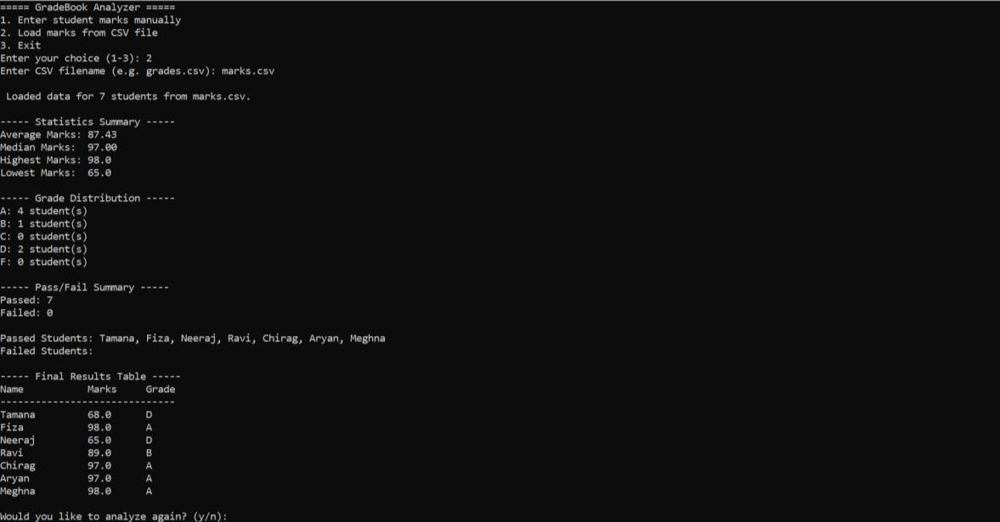 ===== GradeBook Analyzer =====
1. Enter student marks manually
2. Load marks from CSV file
3. Exit
Enter your choice (1-3): 2
Enter CSV filename (e.g. grades.csv): marks.csv

 Loaded data for 7 students from marks.csv.

----- Statistics Summary -----
Average Marks: 87.43
Median Marks:  97.00
Highest Marks: 98.0
Lowest Marks:  65.0

----- Grade Distribution -----
A: 4 student(s)
B: 1 student(s)
C: 0 student(s)
D: 2 student(s)
F: 0 student(s)

----- Pass/Fail Summary -----
Passed: 7
Failed: 0

Passed Students: Tamana, Fiza, Neeraj, Ravi, Chirag, Aryan, Meghna
Failed Students:

----- Final Results Table -----
Name           Marks     Grade
------------------------------
Tamana         68.0      D
Fiza           98.0      A
Neeraj         65.0      D
Ravi           89.0      B
Chirag         97.0      A
Aryan          97.0      A
Meghna         98.0      A

Would you like to analyze again? (y/n):